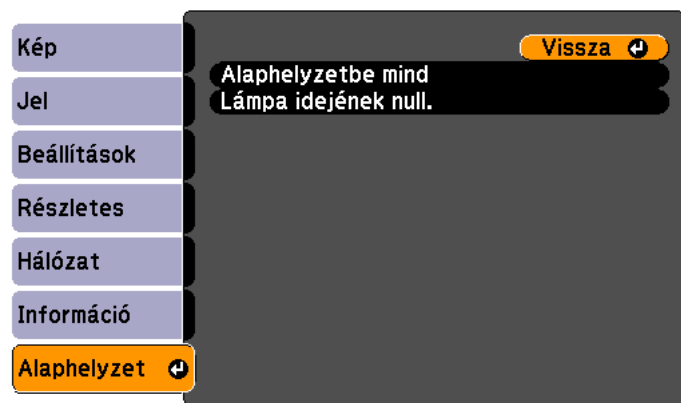 Kép
Jel
Beállítások
Részletes
Hálózat
Információ
Alaphelyzet
Vissza
Alaphelyzetbe mind
Lámpa idejének null.